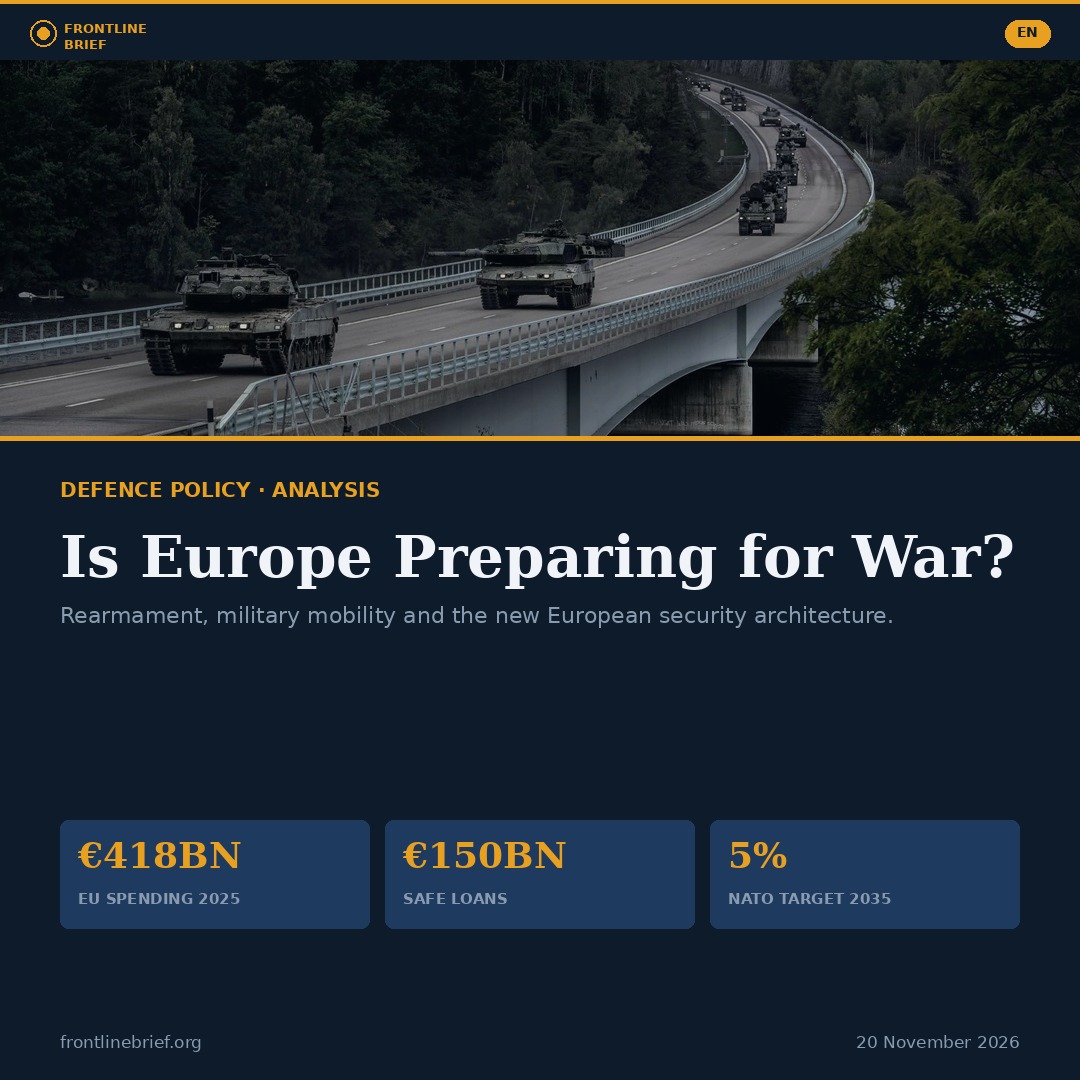 FRONTLINE
BRIEF
EN
DEFENCE POLICY · ANALYSIS
Is Europe Preparing for War?
Rearmament, military mobility and the new European security architecture.
€418BN
EU SPENDING 2025
€150BN
SAFE LOANS
5%
NATO TARGET 2035
frontlinebrief.org
20 November 2026